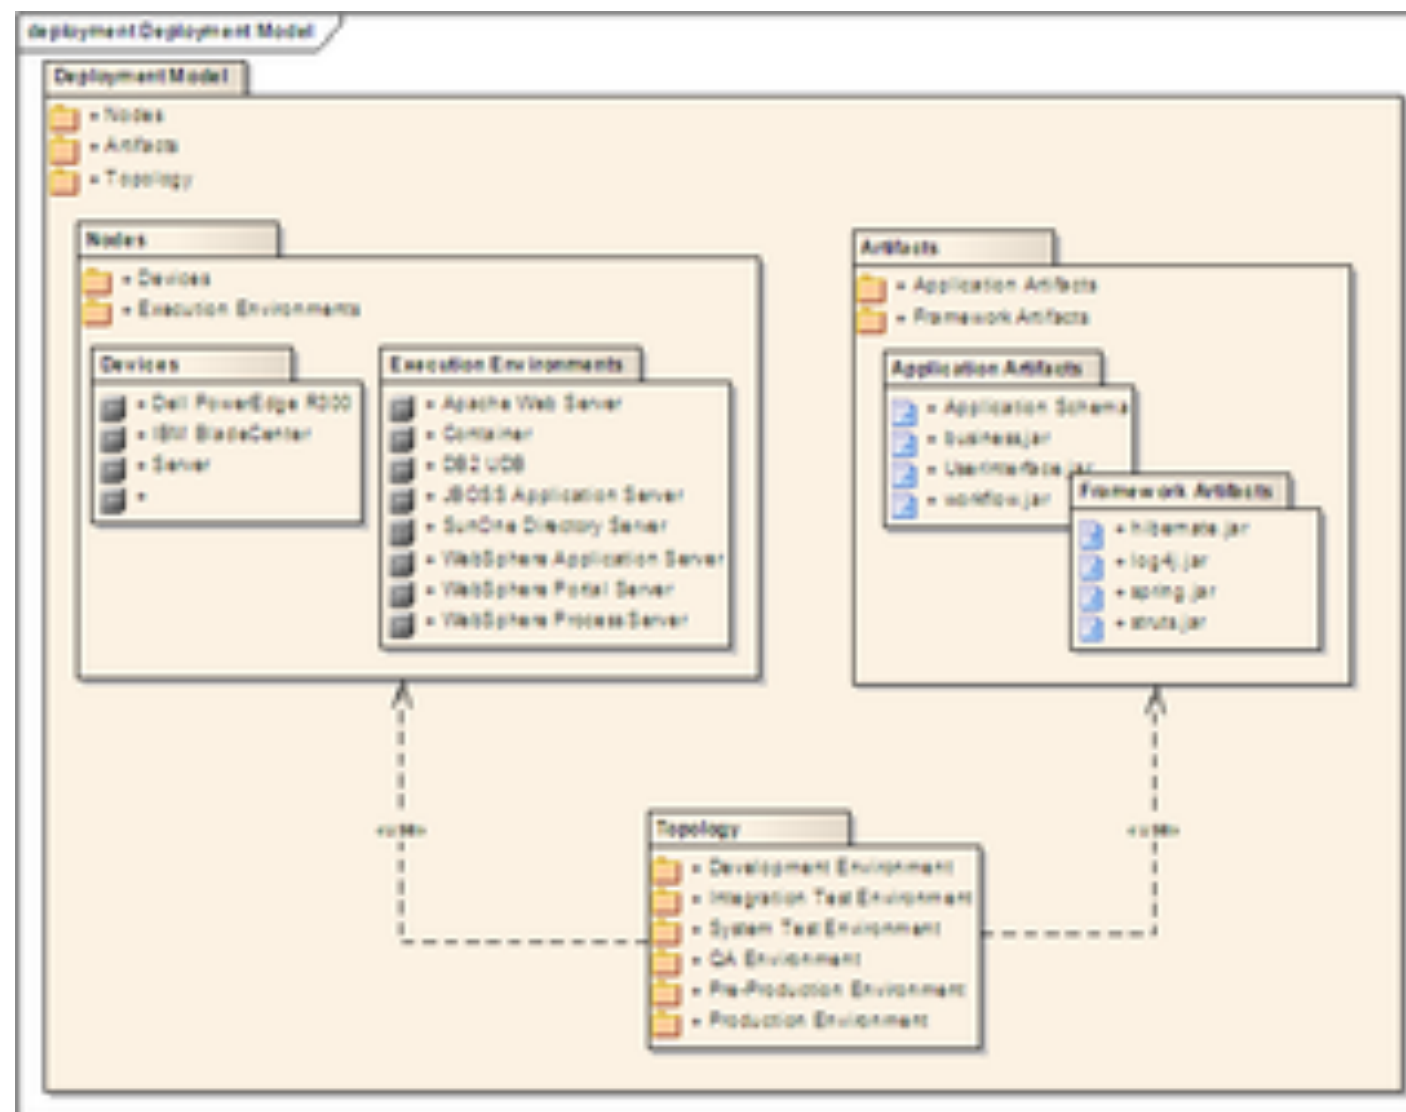 deployment Deployment Model
Deployment Model
+ Nodes
+ Artifacts
+ Topology
Nodes
+ Devices
+ Execution Environments
Devices
+ Dell PowerEdge R300
+ IBM BladeCenter
+ Server
+
Execution Environments
+ Apache Web Server
+ Container
+ DB2 UDB
+ JBOSS Application Server
+ SunOne Directory Server
+ WebSphere Application Server
+ WebSphere Portal Server
+ WebSphere Process Server
Artifacts
+ Application Artifacts
+ Framework Artifacts
Application Artifacts
+ Application Schema
+ business.jar
+ UserInterface.jar
+ workflow.jar
Framework Artifacts
+ hibernate.jar
+ log4j.jar
+ spring.jar
+ struts.jar
«use»
«use»
Topology
+ Development Environment
+ Integration Test Environment
+ System Test Environment
+ QA Environment
+ Pre-Production Environment
+ Production Environment